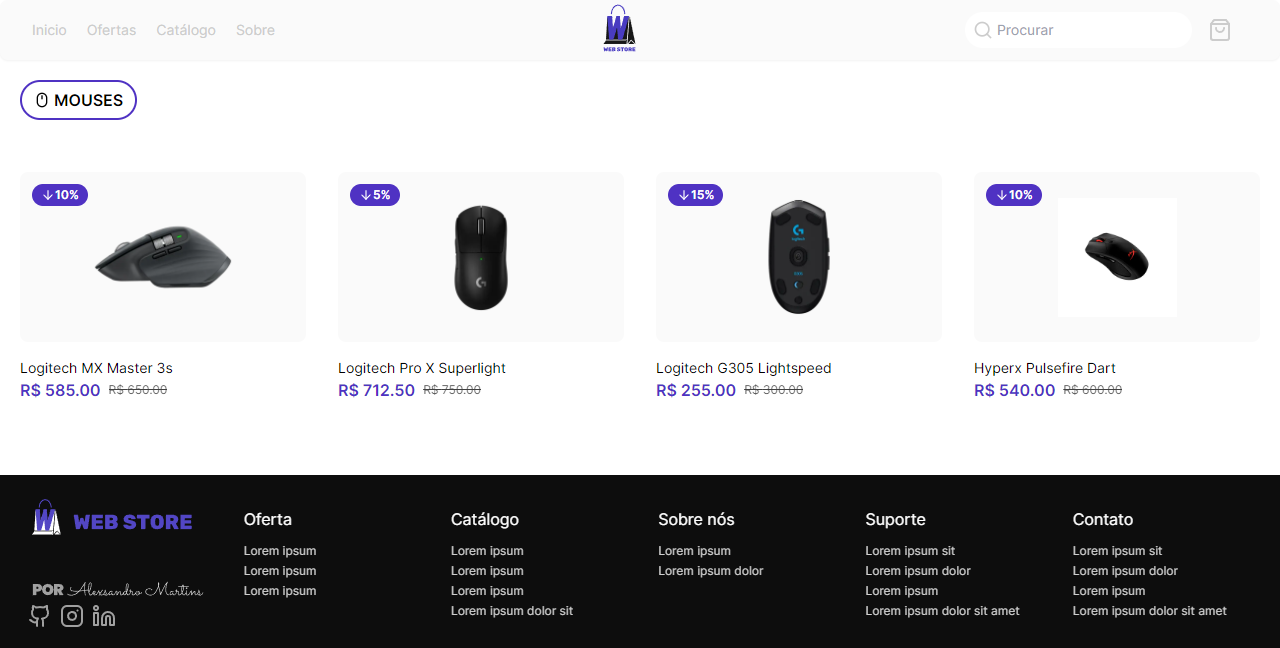 Inicio Ofertas Catálogo Sobre
W
WEB STORE
Procurar
MOUSES
10%
5%
15%
10%
Logitech MX Master 3s
R$ 585.00 R$ 650.00
Logitech Pro X Superlight
R$ 712.50 R$ 750.00
Logitech G305 Lightspeed
R$ 255.00 R$ 300.00
Hyperx Pulsefire Dart
R$ 540.00 R$ 600.00
W WEB STORE
POR Alexsandro Martins
Oferta
Lorem ipsum
Lorem ipsum
Lorem ipsum
Catálogo
Lorem ipsum
Lorem ipsum
Lorem ipsum
Lorem ipsum dolor sit
Sobre nós
Lorem ipsum
Lorem ipsum dolor
Suporte
Lorem ipsum sit
Lorem ipsum dolor
Lorem ipsum
Lorem ipsum dolor sit amet
Contato
Lorem ipsum sit
Lorem ipsum dolor
Lorem ipsum
Lorem ipsum dolor sit amet